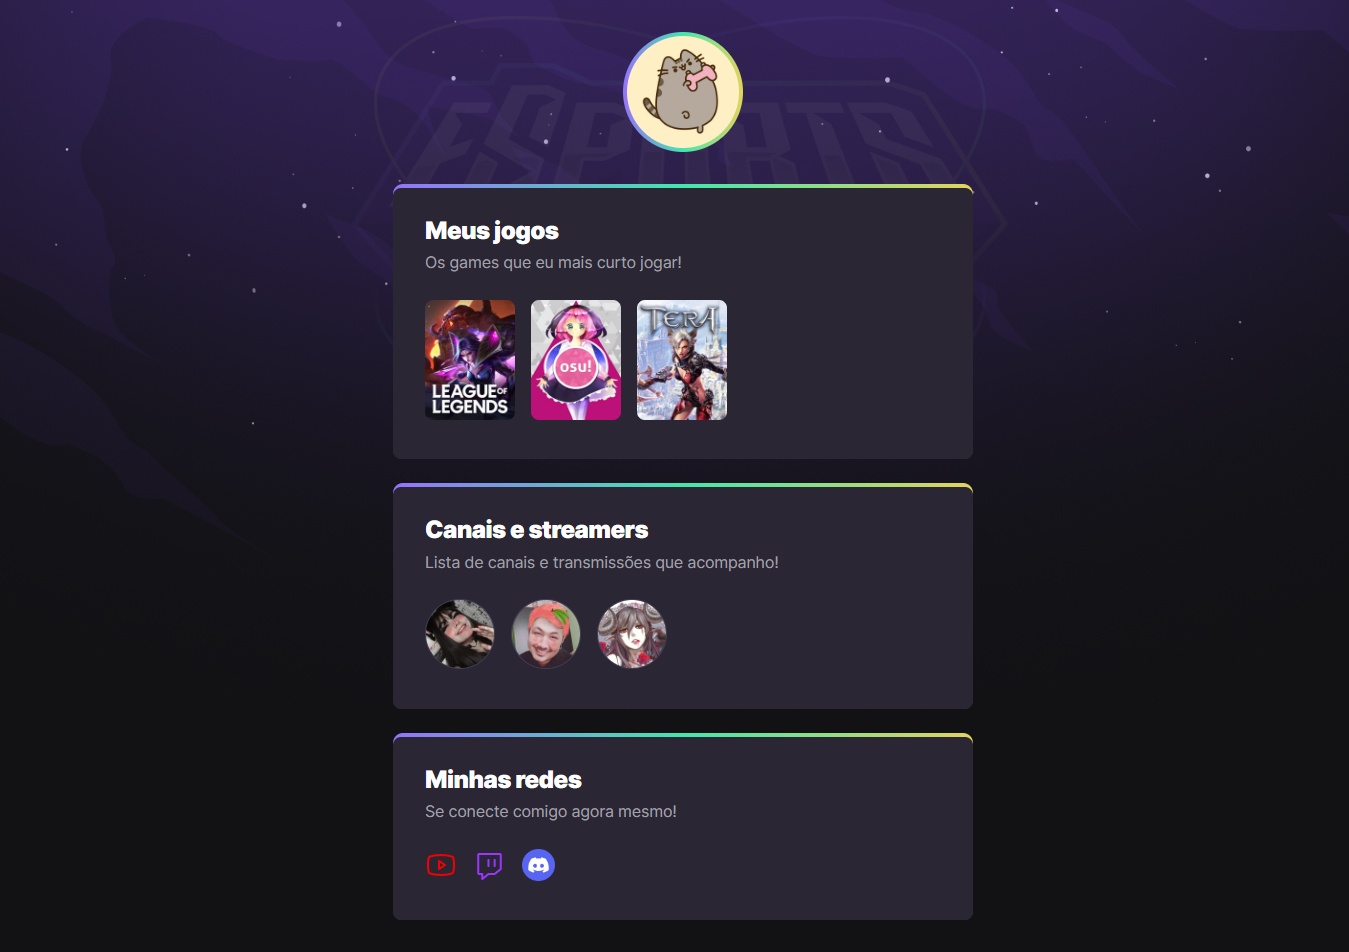 ESPORTS
Meus jogos
Os games que eu mais curto jogar!
LEAGUE OF
LEGENDS
osu!
TERA
Canais e streamers
Lista de canais e transmissões que acompanho!
Minhas redes
Se conecte comigo agora mesmo!